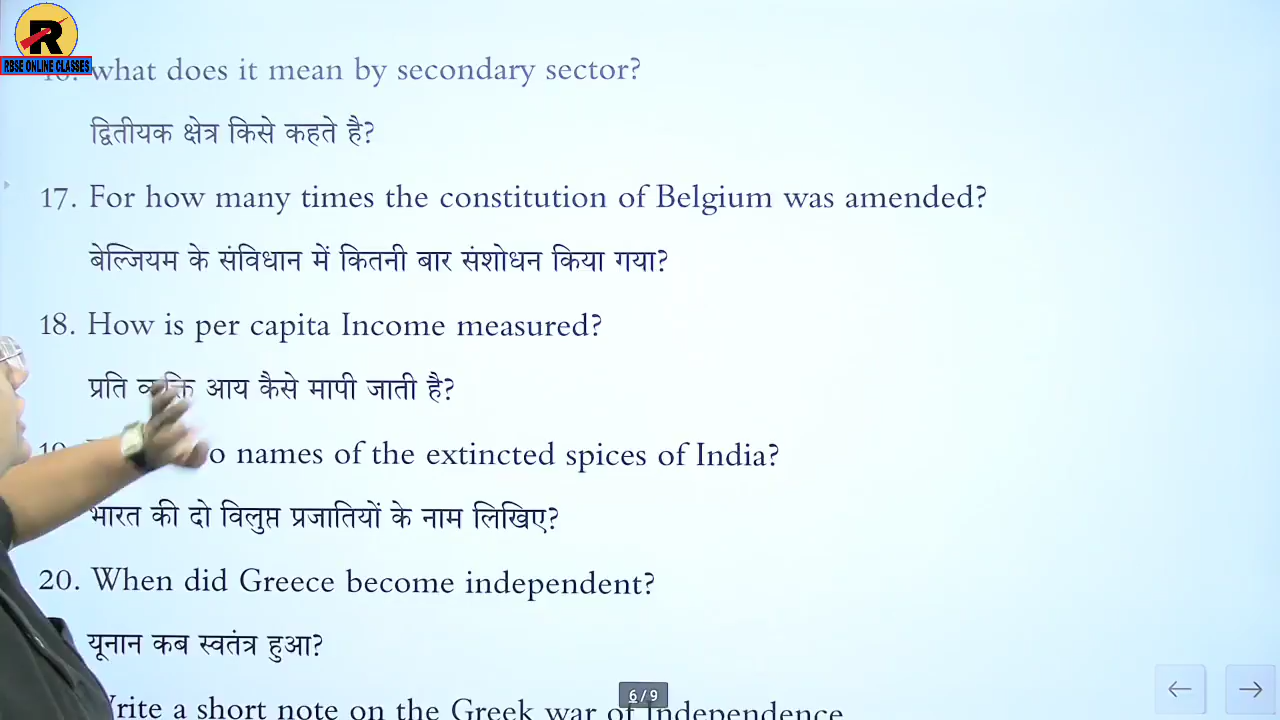 R
RBSE ONLINE CLASSES
what does it mean by secondary sector?
द्वितीयक क्षेत्र किसे कहते है?
17. For how many times the constitution of Belgium was amended?
बेल्जियम के संविधान में कितनी बार संशोधन किया गया?
18. How is per capita Income measured?
प्रति व्यक्ति आय कैसे मापी जाती है?
names of the extincted spices of India?
भारत की दो विलुप्त प्रजातियों के नाम लिखिए?
20. When did Greece become independent?
यूनान कब स्वतंत्र हुआ?
Write a short note on the Greek war of Independence
6/9